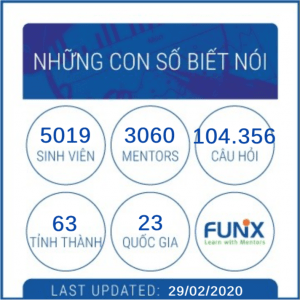 NHỮNG CON SỐ BIẾT NÓI
5019
SINH VIÊN
3060
MENTORS
104.356
CÂU HỎI
63
TỈNH THÀNH
23
QUỐC GIA
FUNiX
Learn with Mentors
LAST UPDATED: 29/02/2020